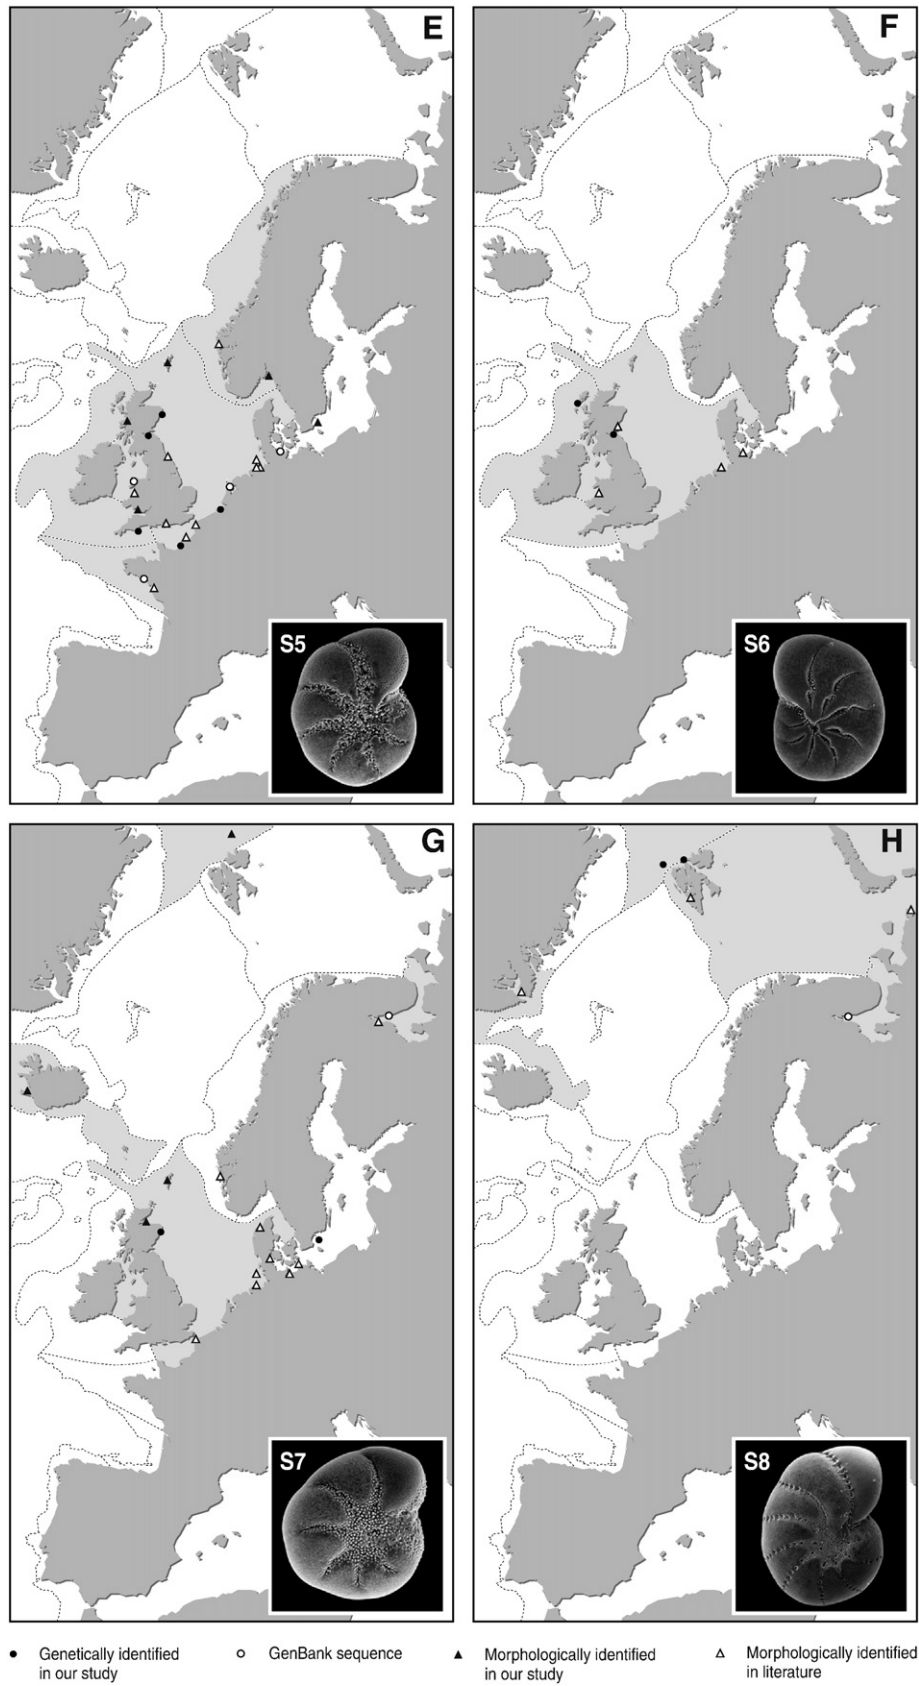 E
F
S5
S6
G
H
S7
S8
Genetically identified
in our study
GenBank sequence
Morphologically identified
in our study
Morphologically identified
in literature